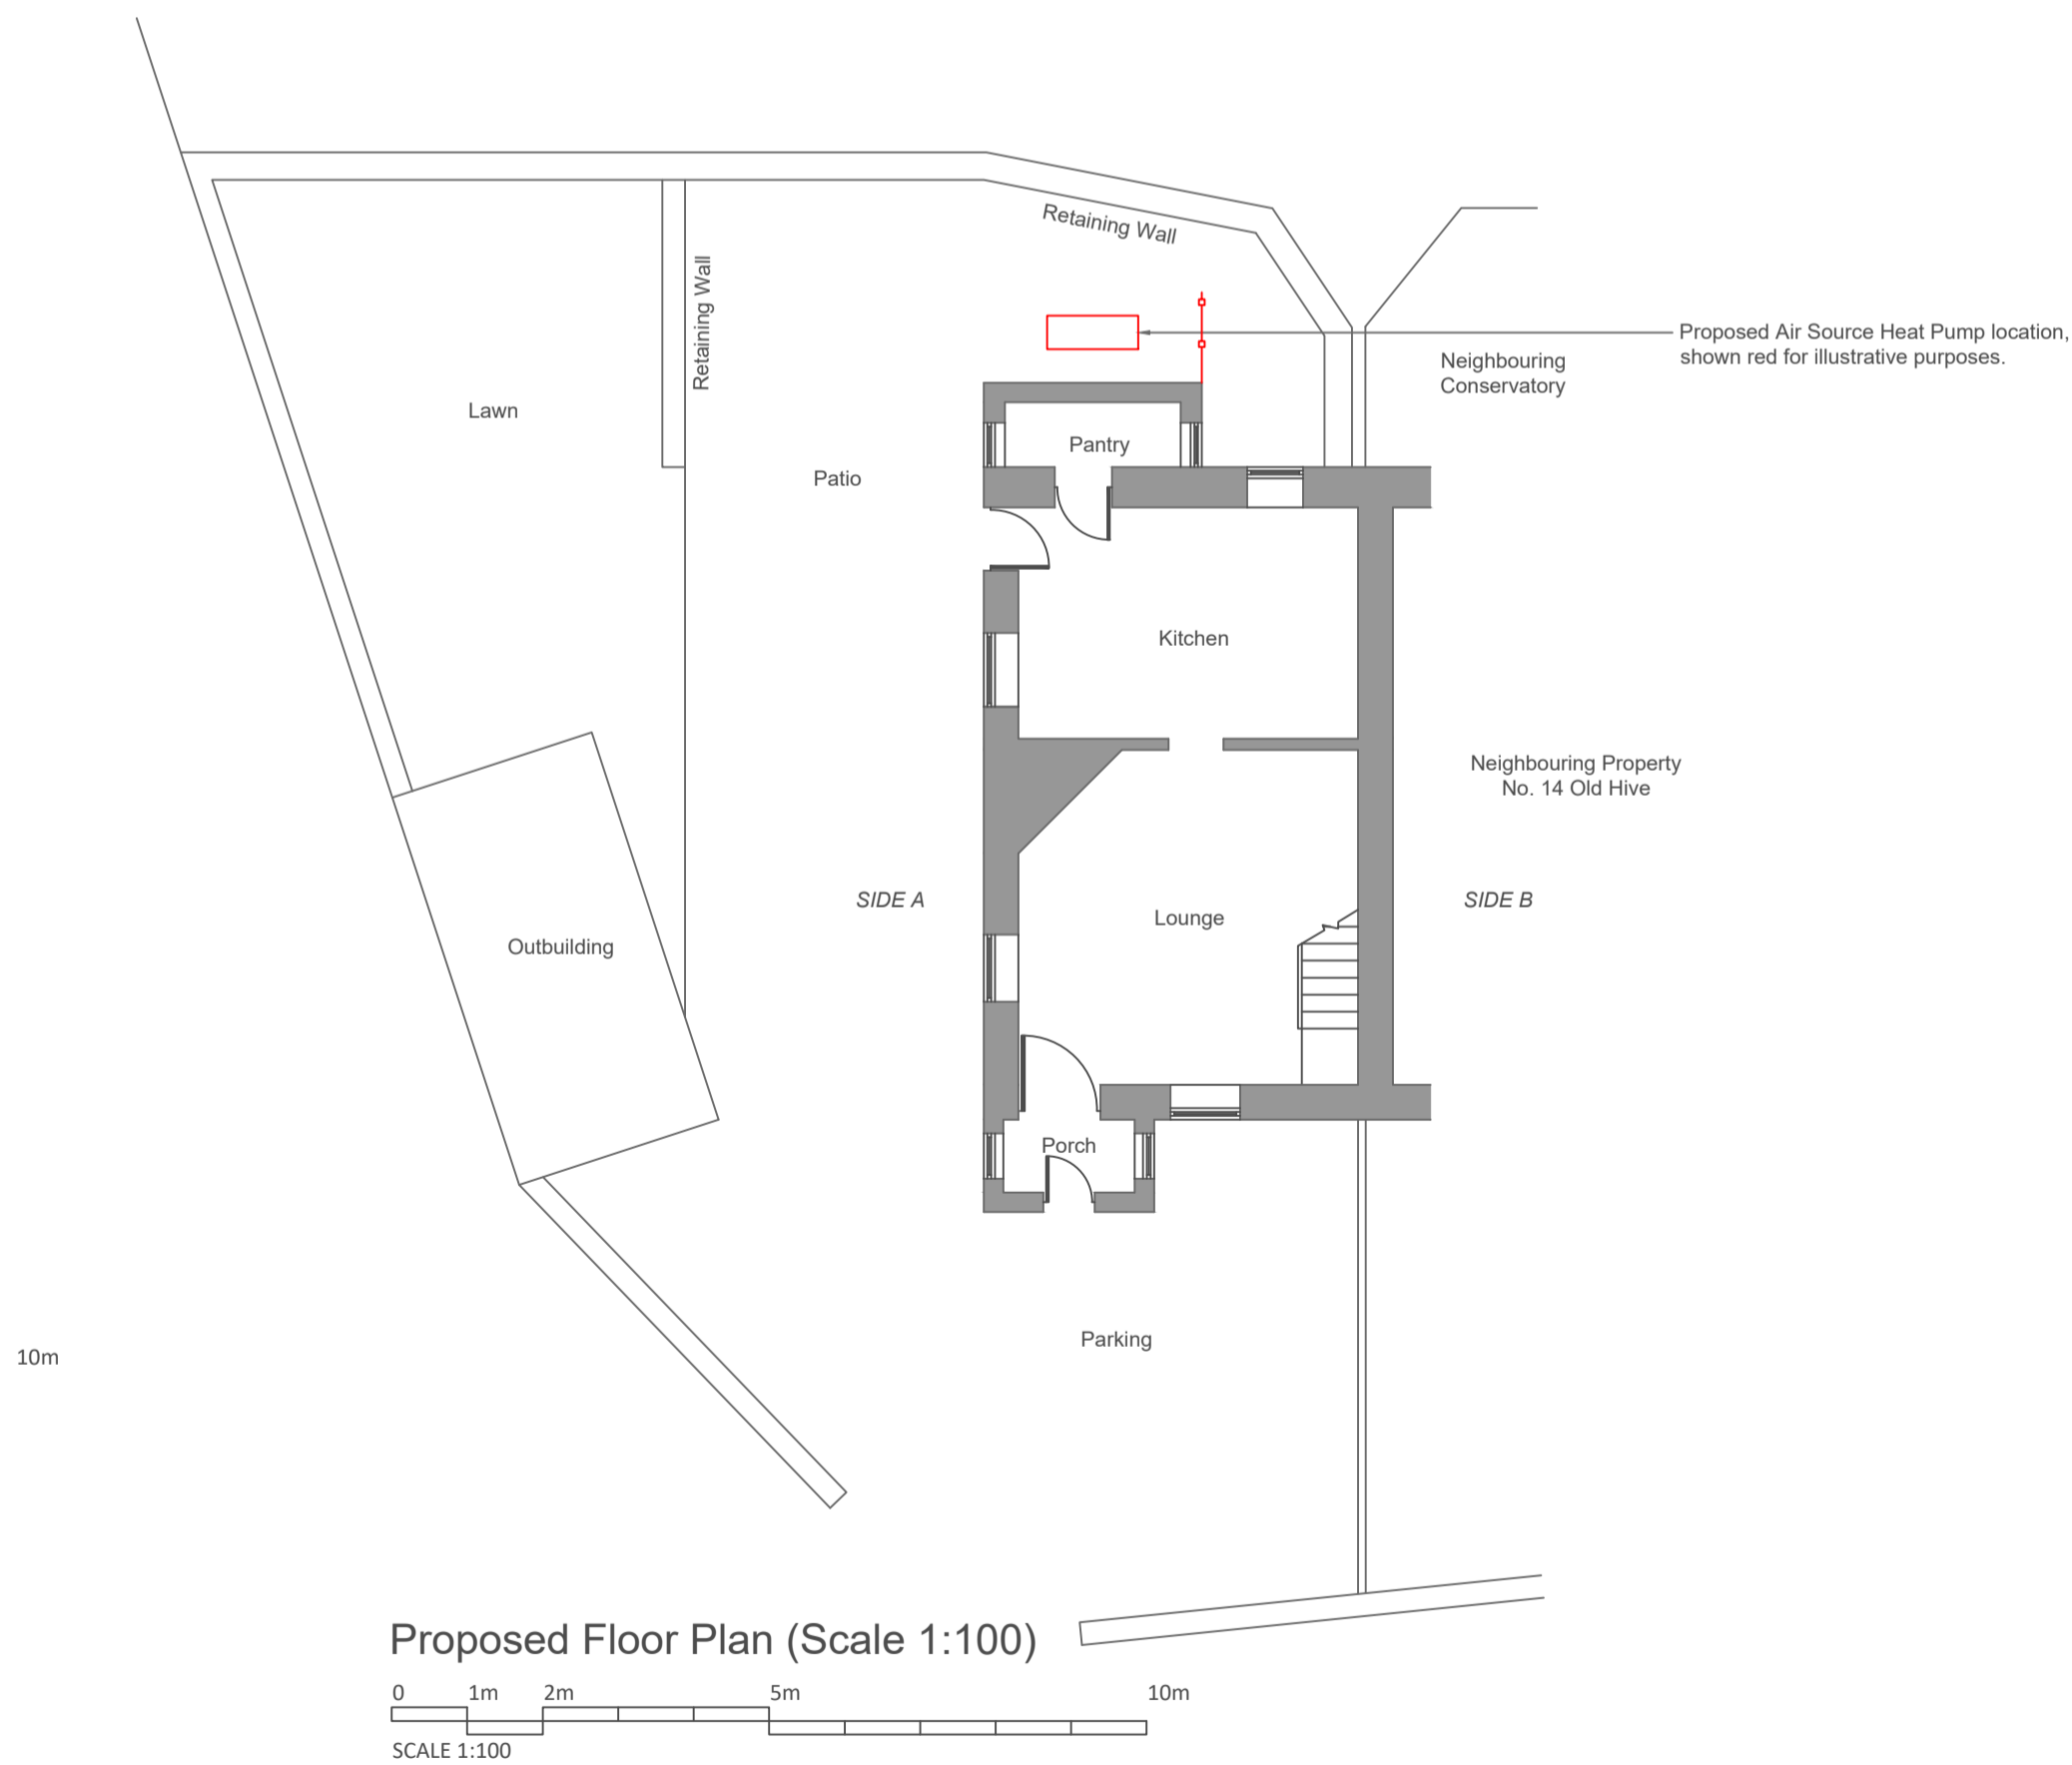 Retaining Wall
Retaining Wall
Proposed Air Source Heat Pump location,
shown red for illustrative purposes.
Neighbouring
Conservatory
Lawn
Pantry
Patio
Kitchen
Neighbouring Property
No. 14 Old Hive
SIDE A
SIDE B
Lounge
Outbuilding
Porch
Parking
10m
Proposed Floor Plan (Scale 1:100)
0 1m 2m 5m 10m
SCALE 1:100